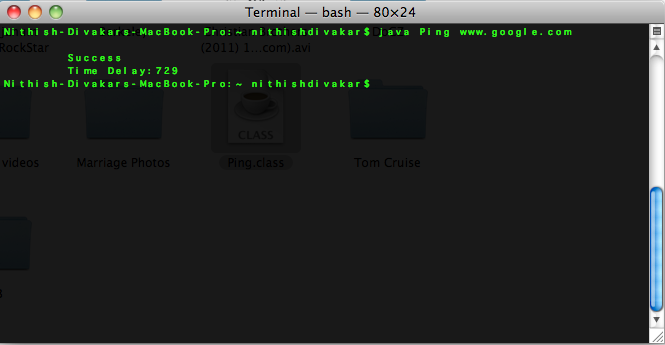 Terminal — bash — 80×24
Nithish-Divakars-MacBook-Pro:~ nithishdivakar$ java Ping www.google.com
RockStar
(2011) 1...com).avi
Success
Time Delay:729
Nithish-Divakars-MacBook-Pro:~ nithishdivakar$
CLASS
videos
Marriage Photos
Ping.class
Tom Cruise